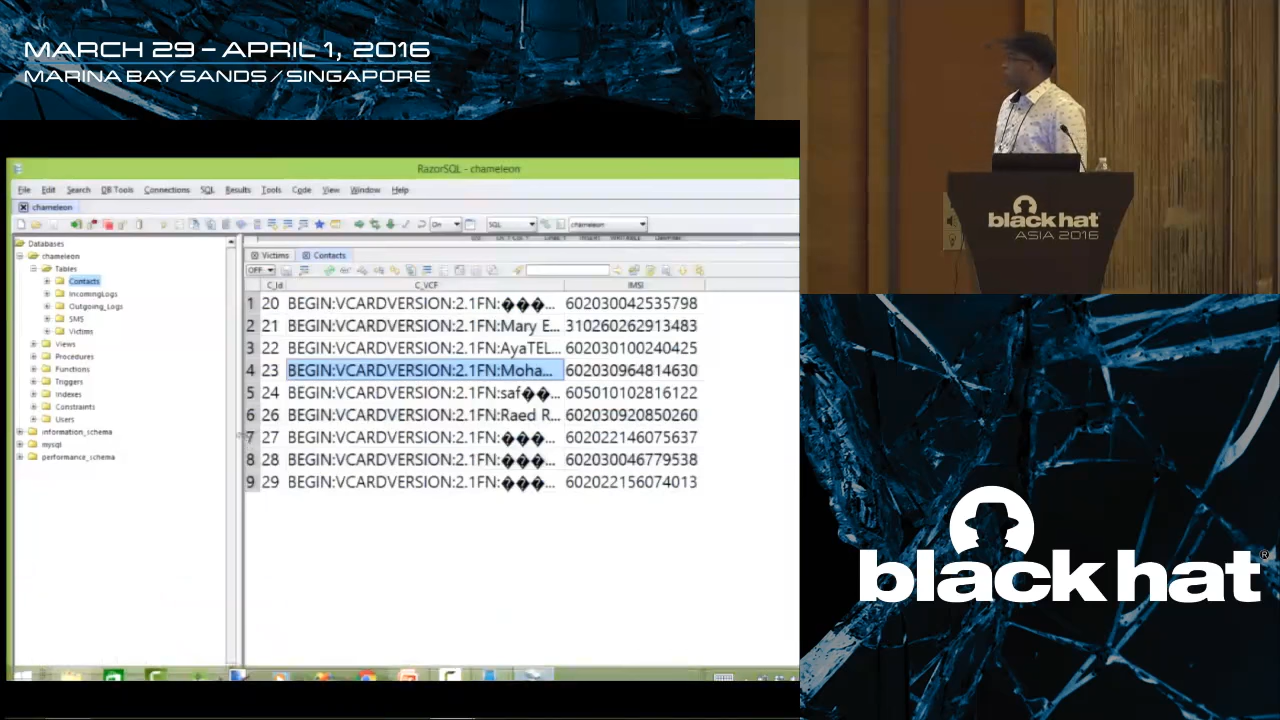 MARCH 29 – APRIL 1, 2016
MARINA BAY SANDS / SINGAPORE
RazorSQL - chameleon
File Edit Search DB Tools Connections SQL Results Tools Code View Window Help
chameleon
On SQL chameleon
Databases
chameleon
Tables
Contacts
IncomingLogs
Outgoing_Logs
SMS
Victims
Views
Procedures
Functions
Triggers
Indexes
Constraints
Users
information_schema
mysql
performance_schema
Victims Contacts
OFF
C_Id C_VCF IMSI
1 20 BEGIN:VCARDVERSION:2.1FN:���... 602030042535798
2 21 BEGIN:VCARDVERSION:2.1FN:Mary E... 310260262913483
3 22 BEGIN:VCARDVERSION:2.1FN:AyaTEL... 602030100240425
4 23 BEGIN:VCARDVERSION:2.1FN:Moha... 602030964814630
5 24 BEGIN:VCARDVERSION:2.1FN:saf��... 605010102816122
6 26 BEGIN:VCARDVERSION:2.1FN:Raed R... 602030920850260
7 27 BEGIN:VCARDVERSION:2.1FN:���... 602022146075637
8 28 BEGIN:VCARDVERSION:2.1FN:���... 602030046779538
9 29 BEGIN:VCARDVERSION:2.1FN:���... 602022156074013
black hat
ASIA 2016
black hat®